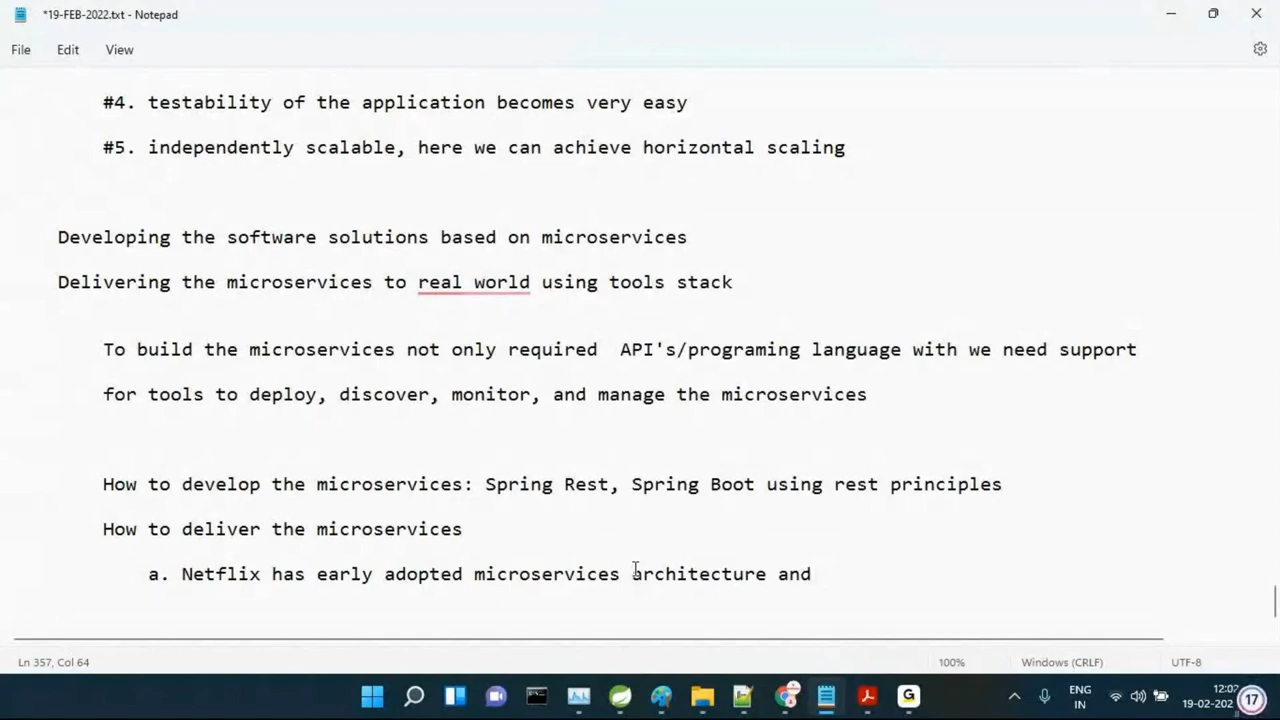 *19-FEB-2022.txt - Notepad
File Edit View
#4. testability of the application becomes very easy
#5. independently scalable, here we can achieve horizontal scaling
Developing the software solutions based on microservices
Delivering the microservices to real world using tools stack
To build the microservices not only required API's/programing language with we need support
for tools to deploy, discover, monitor, and manage the microservices
How to develop the microservices: Spring Rest, Spring Boot using rest principles
How to deliver the microservices
a. Netflix has early adopted microservices architecture and
Ln 357, Col 64 100% Windows (CRLF) UTF-8
ENG
IN
19-02-202
17